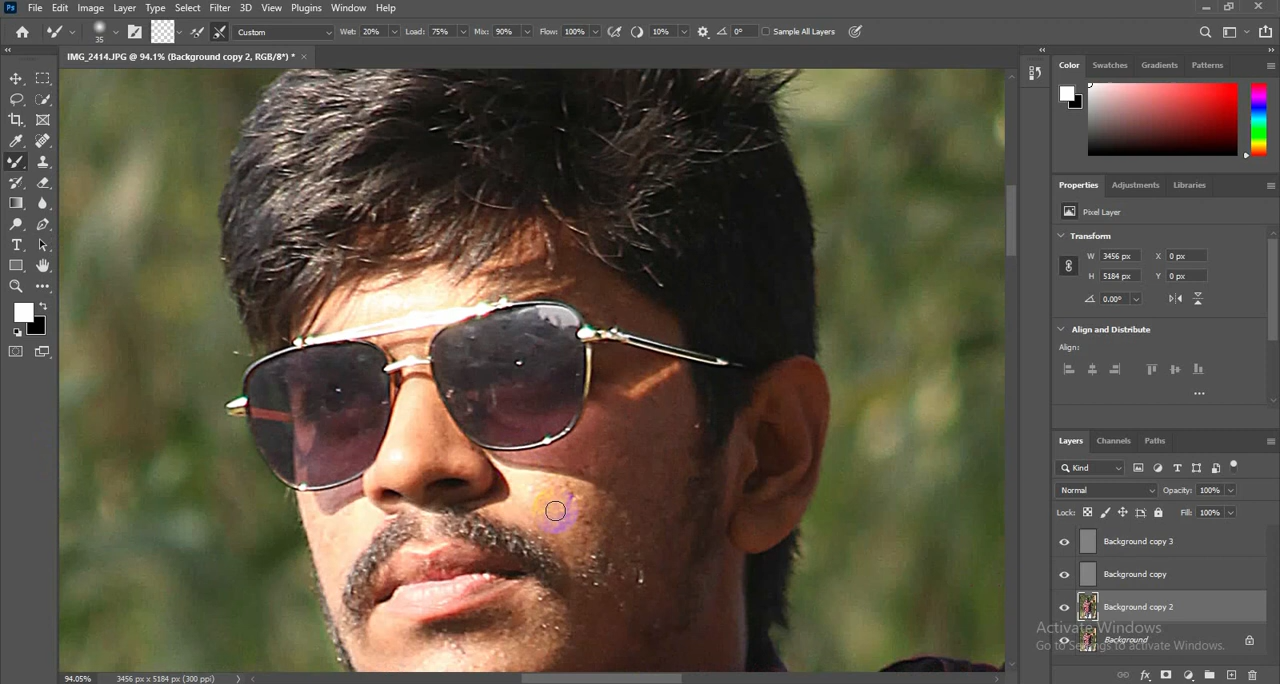 Ps File Edit Image Layer Type Select Filter 3D View Plugins Window Help
35 Custom Wet: 20% Load: 75% Mix: 90% Flow: 100% 10% 0° Sample All Layers
IMG_2414.JPG @ 94.1% (Background copy 2, RGB/8*) * ×
Color Swatches Gradients Patterns
Properties Adjustments Libraries
Pixel Layer
Transform
W 3456 px X 0 px
H 5184 px Y 0 px
0.00°
Align and Distribute
Align:
Layers Channels Paths
Kind
Normal Opacity: 100%
Lock: Fill: 100%
Background copy 3
Background copy
Background copy 2
Background
Activate Windows
Go to Settings to activate Windows.
94.05% 3456 px x 5184 px (300 ppi)